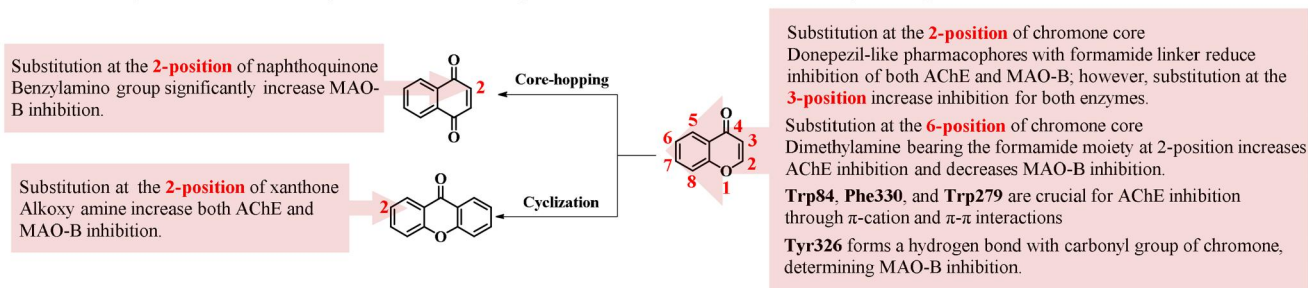 Substitution at the 2-position of naphthoquinone
Benzylamino group significantly increase MAO-
B inhibition.
O
2
O
Core-hopping
Substitution at the 2-position of xanthone
Alkoxy amine increase both AChE and
MAO-B inhibition.
O
2
O
Cyclization
O
5
4
6
3
7
2
8
O
1
Substitution at the 2-position of chromone core
Donepezil-like pharmacophores with formamide linker reduce
inhibition of both AChE and MAO-B; however, substitution at the
3-position increase inhibition for both enzymes.
Substitution at the 6-position of chromone core
Dimethylamine bearing the formamide moiety at 2-position increases
AChE inhibition and decreases MAO-B inhibition.
Trp84, Phe330, and Trp279 are crucial for AChE inhibition
through π-cation and π-π interactions
Tyr326 forms a hydrogen bond with carbonyl group of chromone,
determining MAO-B inhibition.